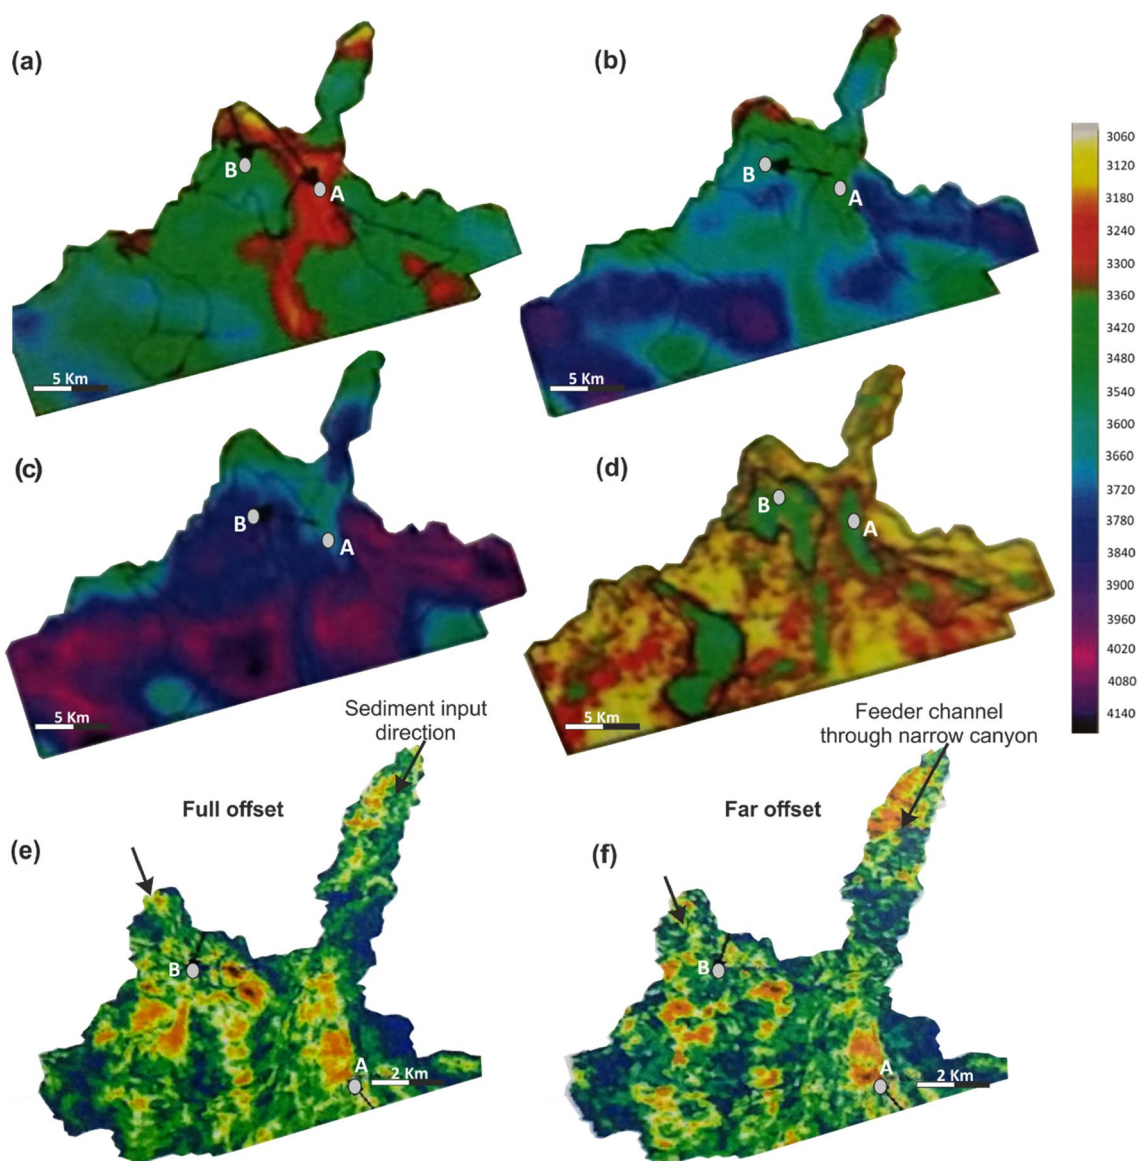 (a)
B
A
5 Km
(b)
B
A
5 Km
3060
3120
3180
3240
3300
3360
3480
3540
3600
3660
3720
3780
3840
3900
3960
4020
4080
4140
(c)
B
A
5 Km
(d)
B
A
5 Km
Sediment input
direction
Feeder channel
through narrow canyon
Full offset
Far offset
(e)
B
A
2 Km
(f)
B
A
2 Km